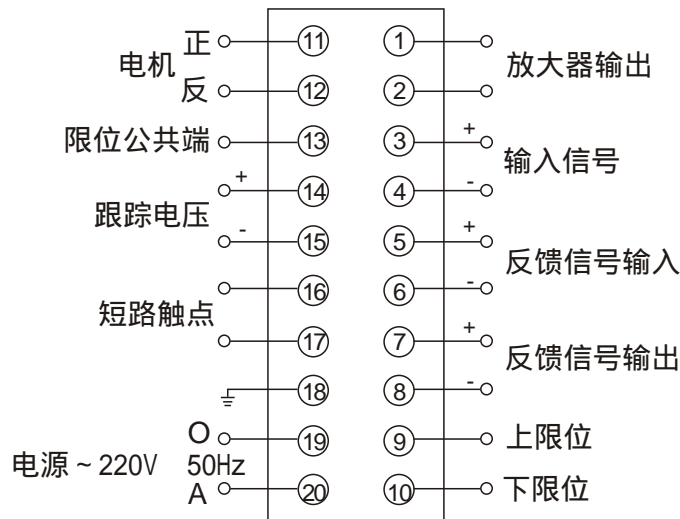 正 11 1
电机 放大器输出
反 12 2
限位公共端 13 3 +
输入信号
+ 14 4 -
跟踪电压
- 15 5 +
反馈信号输入
16 6 -
短路触点
17 7 +
反馈信号输出
18 8 -
O 19 9 上限位
电源 ~ 220V 50Hz
A 20 10 下限位